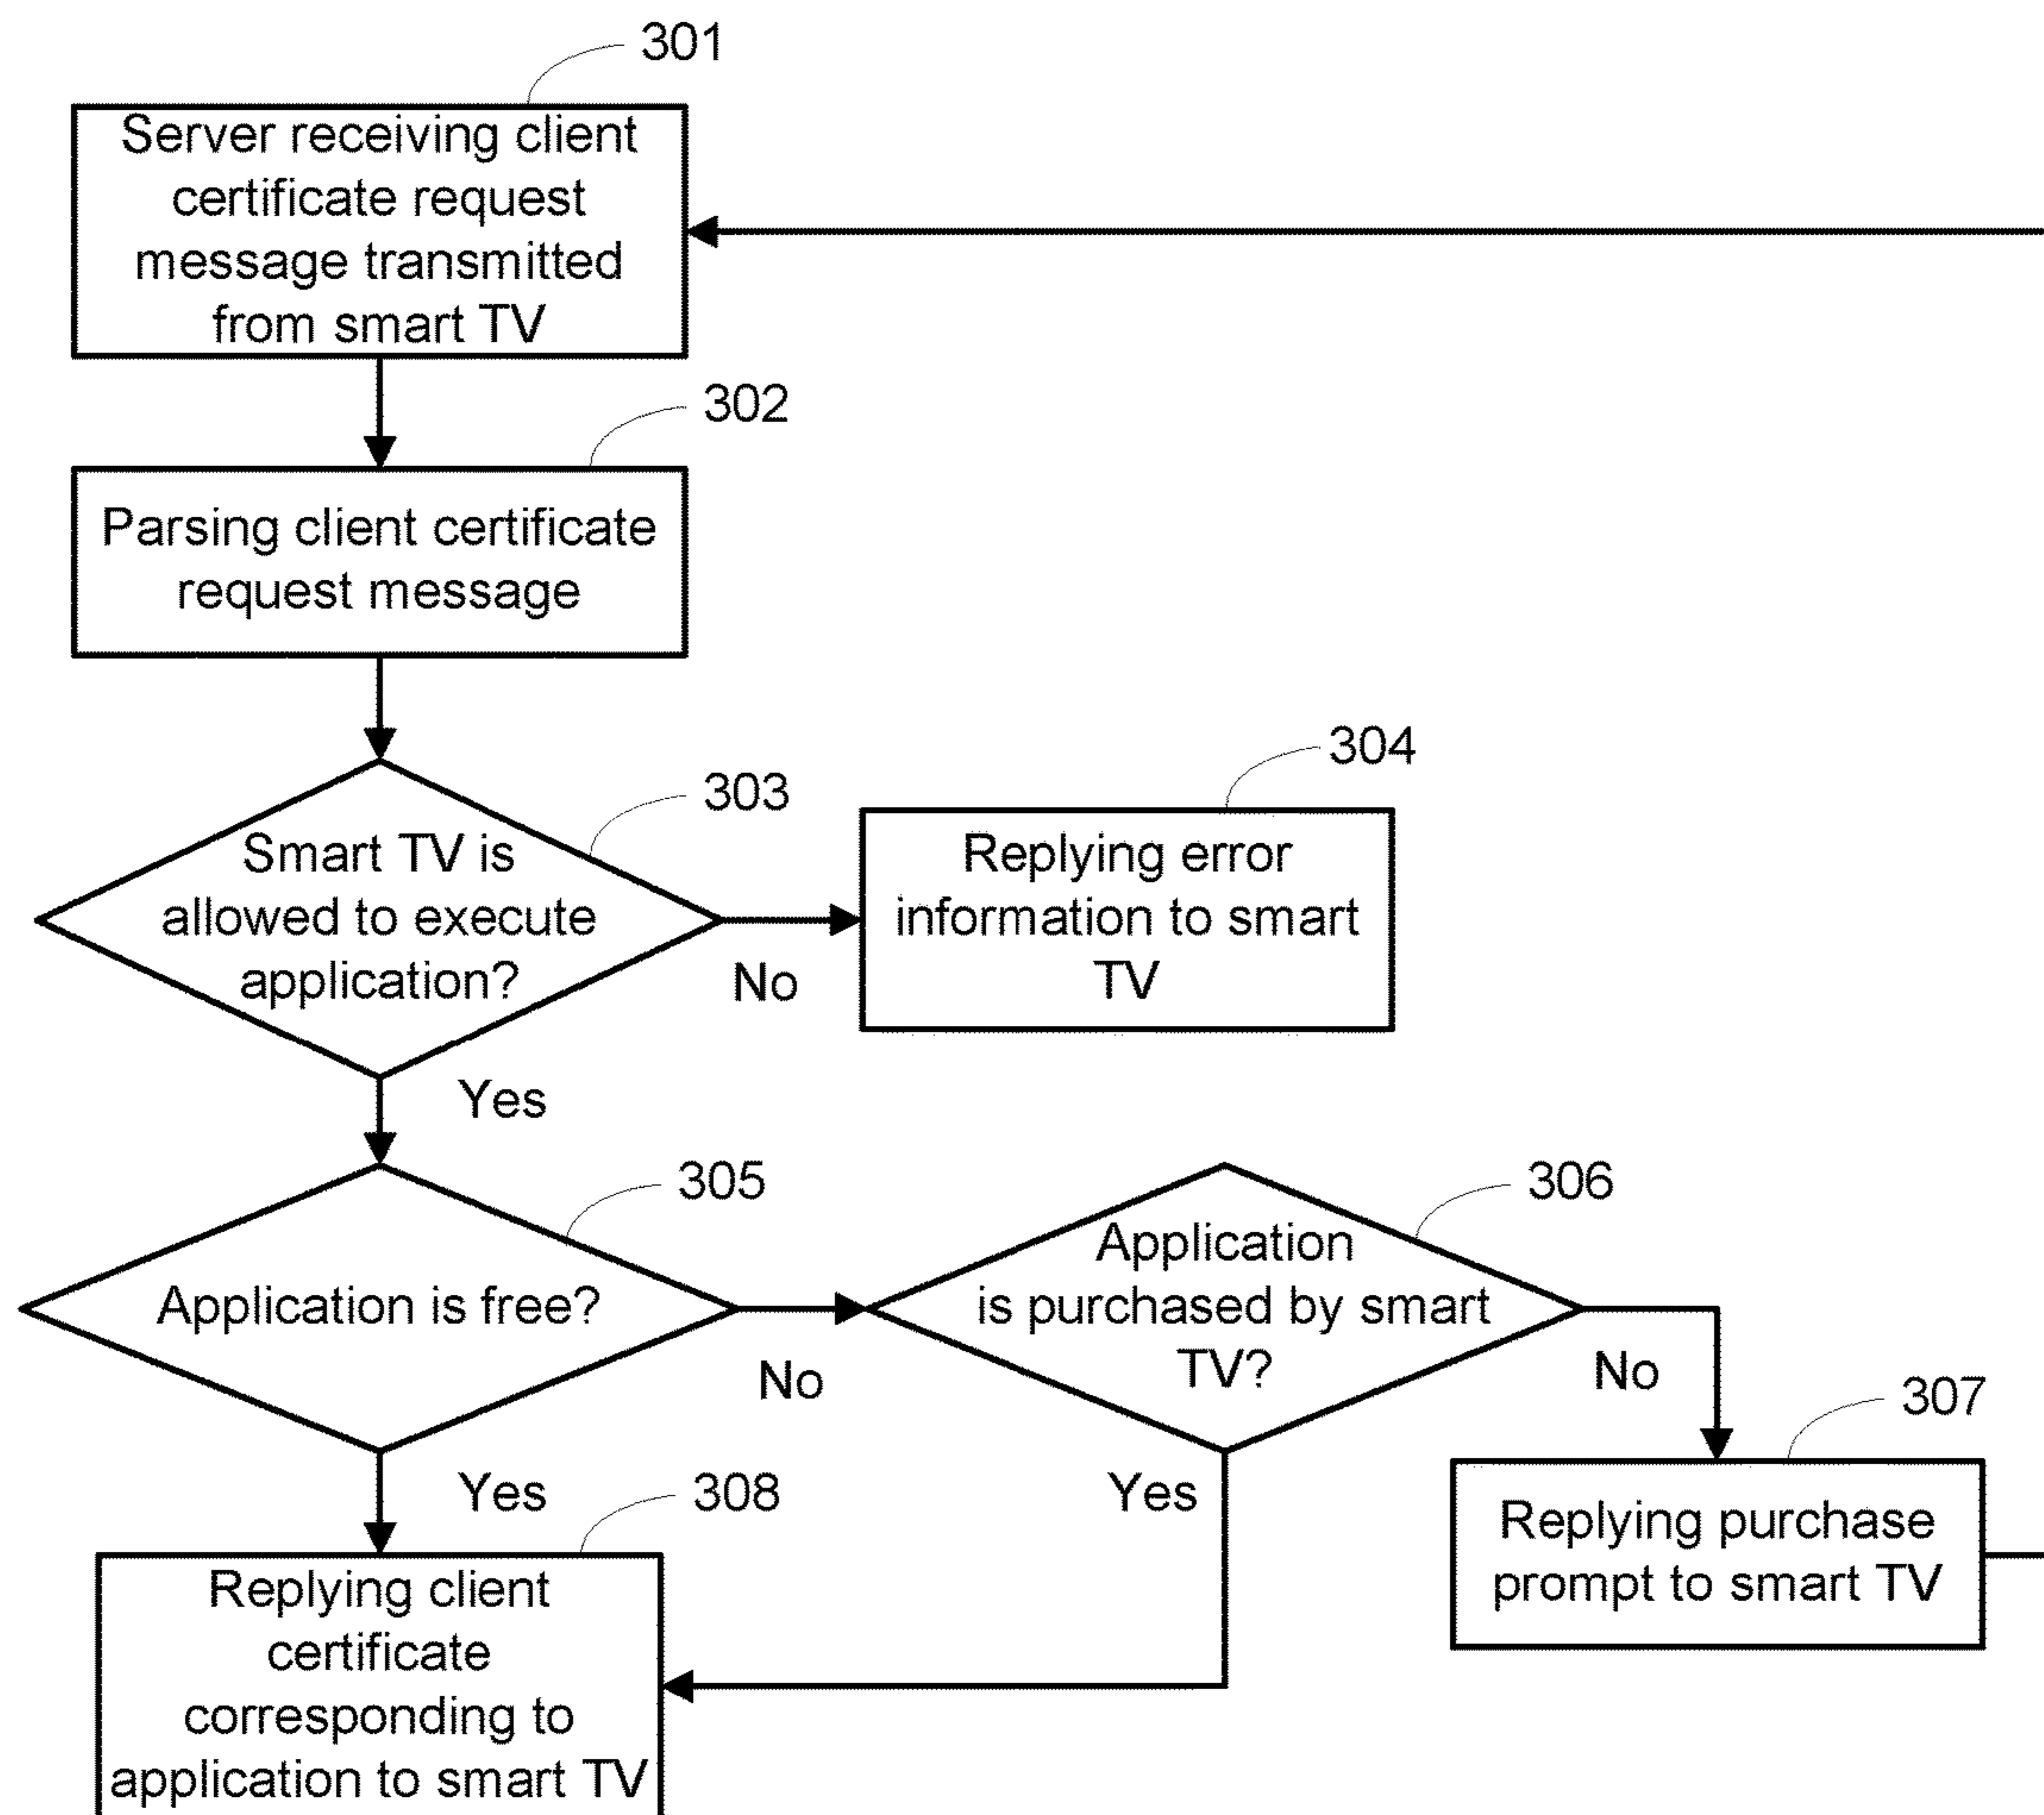 301
Server receiving client
certificate request
message transmitted
from smart TV
302
Parsing client certificate
request message
303
Smart TV is
allowed to execute
application?
No
304
Replying error
information to smart
TV
Yes
305
Application is free?
No
306
Application
is purchased by smart
TV?
No
307
Replying purchase
prompt to smart TV
Yes
Yes
308
Replying client
certificate
corresponding to
application to smart TV